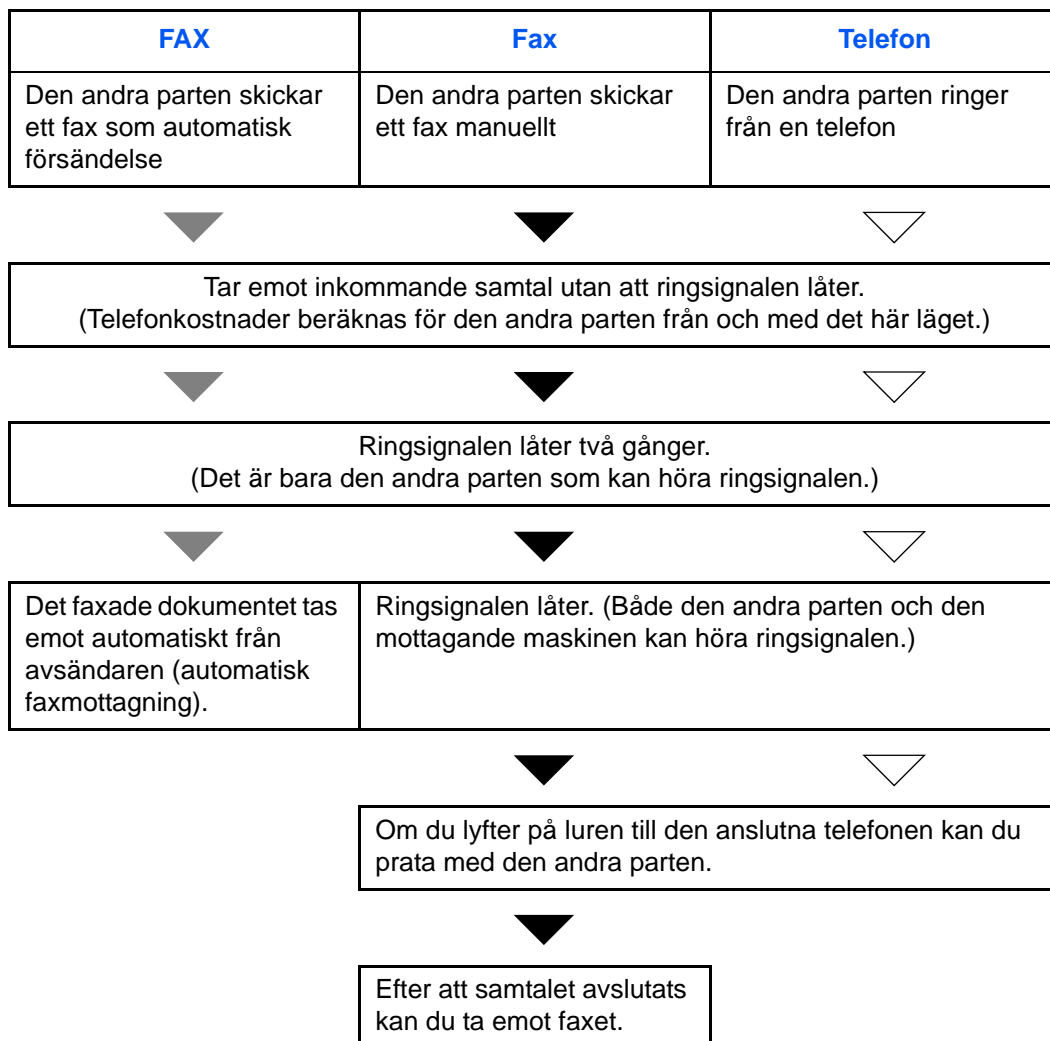 FAX
Fax
Telefon
Den andra parten skickar
ett fax som automatisk
försändelse
Den andra parten skickar
ett fax manuellt
Den andra parten ringer
från en telefon
Tar emot inkommande samtal utan att ringsignalen låter.
(Telefonkostnader beräknas för den andra parten från och med det här läget.)
Ringsignalen låter två gånger.
(Det är bara den andra parten som kan höra ringsignalen.)
Det faxade dokumentet tas
emot automatiskt från
avsändaren (automatisk
faxmottagning).
Ringsignalen låter. (Både den andra parten och den
mottagande maskinen kan höra ringsignalen.)
Om du lyfter på luren till den anslutna telefonen kan du
prata med den andra parten.
Efter att samtalet avslutats
kan du ta emot faxet.